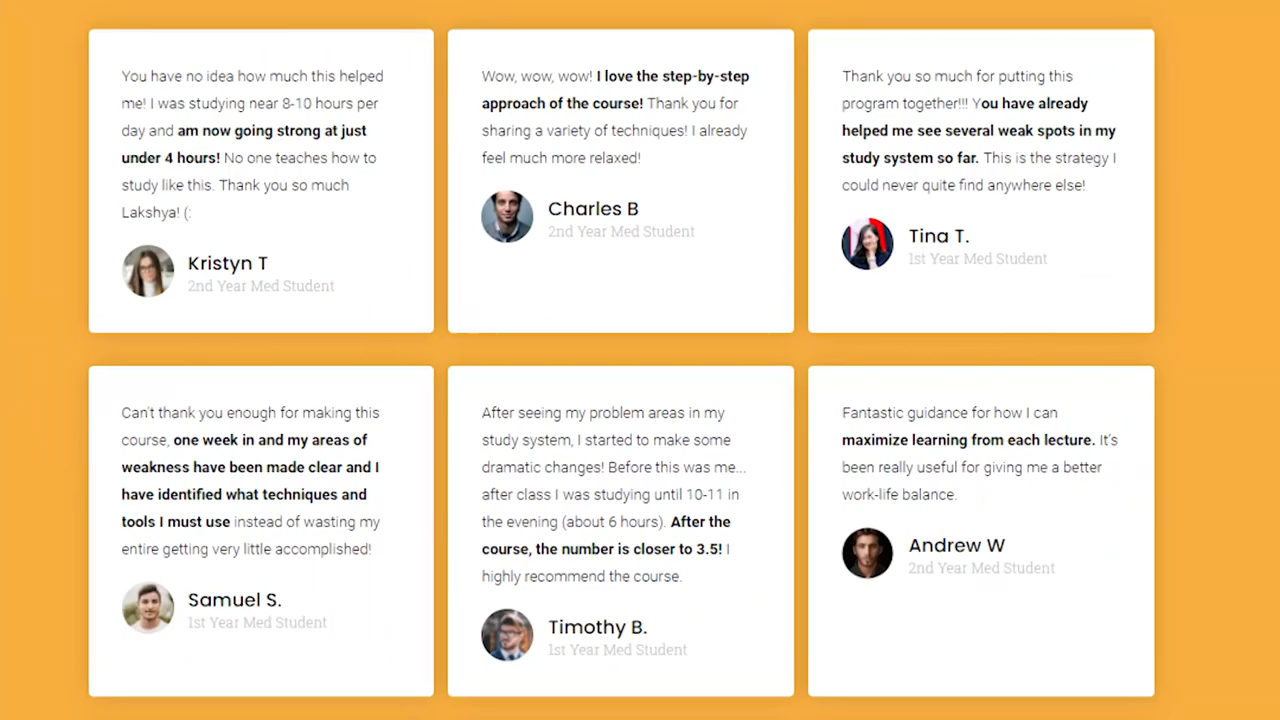 You have no idea how much this helped
me! I was studying near 8-10 hours per
day and am now going strong at just
under 4 hours! No one teaches how to
study like this. Thank you so much
Lakshya! (:
Kristyn T
2nd Year Med Student
Wow, wow, wow! I love the step-by-step
approach of the course! Thank you for
sharing a variety of techniques! I already
feel much more relaxed!
Charles B
2nd Year Med Student
Thank you so much for putting this
program together!!! You have already
helped me see several weak spots in my
study system so far. This is the strategy I
could never quite find anywhere else!
Tina T.
1st Year Med Student
Can't thank you enough for making this
course, one week in and my areas of
weakness have been made clear and I
have identified what techniques and
tools I must use instead of wasting my
entire getting very little accomplished!
Samuel S.
1st Year Med Student
After seeing my problem areas in my
study system, I started to make some
dramatic changes! Before this was me...
after class I was studying until 10-11 in
the evening (about 6 hours). After the
course, the number is closer to 3.5! I
highly recommend the course.
Timothy B.
1st Year Med Student
Fantastic guidance for how I can
maximize learning from each lecture. It's
been really useful for giving me a better
work-life balance.
Andrew W
2nd Year Med Student